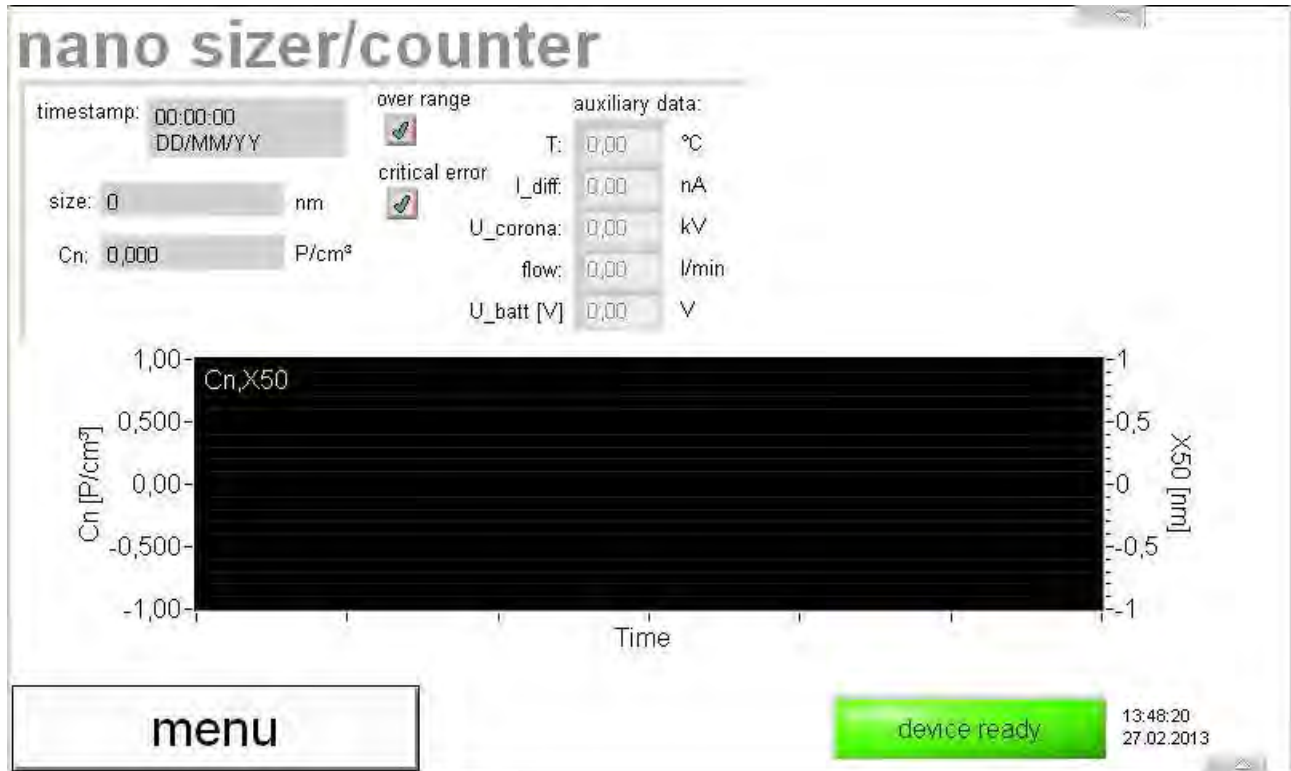 nano sizer/counter
timestamp: 00:00:00
DD/MM/YY
size: 0 nm
Cn: 0,000 P/cm³
over range
critical error
auxiliary data:
T: 0,00 °C
I_diff: 0,00 nA
U_corona: 0,00 kV
flow: 0,00 l/min
U_batt [V] 0,00 V
Cn,X50
1,00
0,500
0,00
-0,500
-1,00
Cn [P/cm³]
1
0,5
0
-0,5
-1
X50 [nm]
Time
menu
device ready
13:48:20
27.02.2013